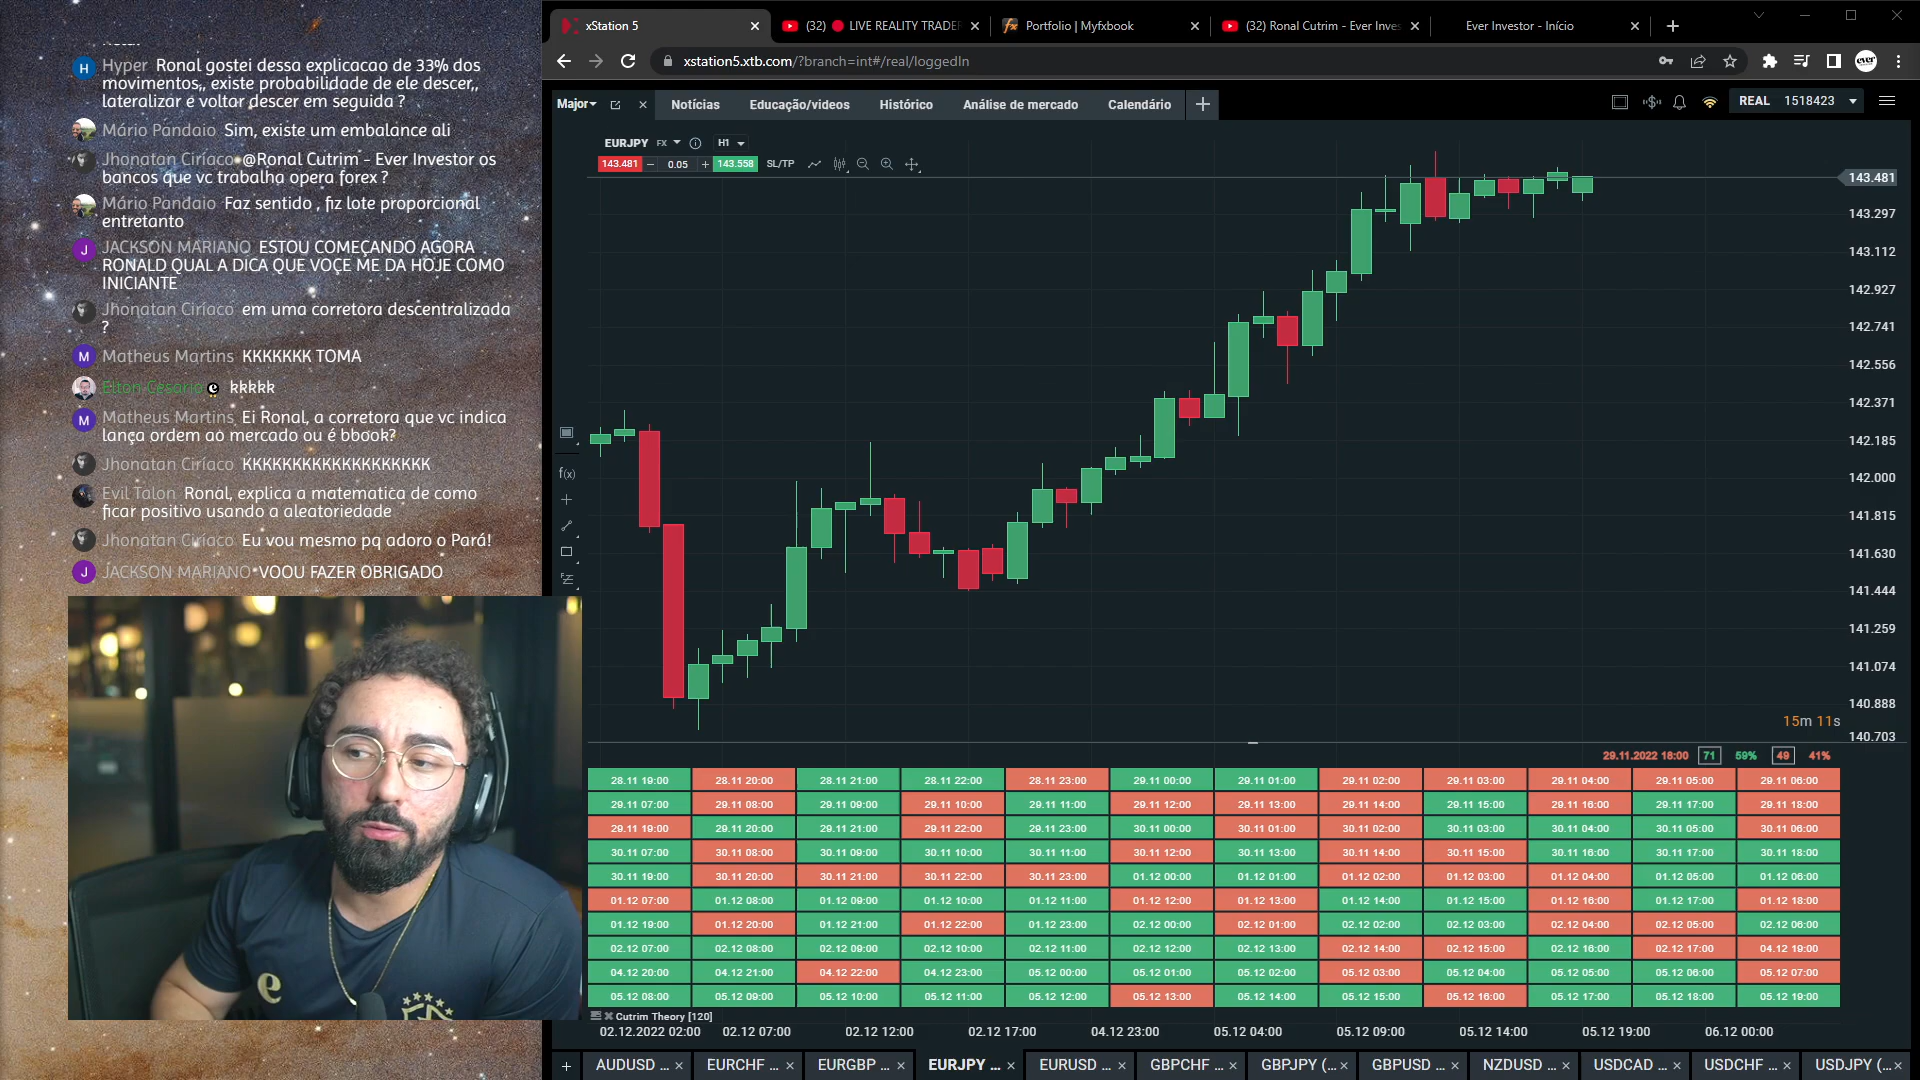 Hyper Ronal gostei dessa explicacao de 33% dos
movimentos,, existe probabilidade de ele descer,,
lateralizar e voltar descer em seguida ?
Mário Pandaio Sim, existe um embalance ali
Jhonatan Ciríaco @Ronal Cutrim - Ever Investor os
bancos que vc trabalha opera forex ?
Mário Pandaio Faz sentido , fiz lote proporcional
entretanto
JACKSON MARIANO ESTOU COMEÇANDO AGORA
RONALD QUAL A DICA QUE VOÇE ME DA HOJE COMO
INICIANTE
Jhonatan Ciríaco em uma corretora descentralizada
?
Matheus Martins KKKKKKK TOMA
Elton Cesario kkkkk
Matheus Martins Ei Ronal, a corretora que vc indica
lança ordem ao mercado ou é bbook?
Jhonatan Ciríaco KKKKKKKKKKKKKKKKKKK
Evil Talon Ronal, explica a matematica de como
ficar positivo usando a aleatoriedade
Jhonatan Ciríaco Eu vou mesmo pq adoro o Pará!
JACKSON MARIANO VOOU FAZER OBRIGADO
xStation 5 (32) LIVE REALITY TRADE Portfolio | Myfxbook (32) Ronal Cutrim - Ever Inves Ever Investor - Início
xstation5.xtb.com/?branch=int#/real/loggedIn
Major Notícias Educação/videos Histórico Análise de mercado Calendário REAL 1518423
EURJPY FX H1
143.481 0.05 143.558 SL/TP
f(x)
143.481
143.297
143.112
142.927
142.741
142.556
142.371
142.185
142.000
141.815
141.630
141.444
141.259
141.074
140.888
140.703
15m 11s
29.11.2022 18:00 71 59% 49 41%
28.11 19:00 28.11 20:00 28.11 21:00 28.11 22:00 28.11 23:00 29.11 00:00 29.11 01:00 29.11 02:00 29.11 03:00 29.11 04:00 29.11 05:00 29.11 06:00
29.11 07:00 29.11 08:00 29.11 09:00 29.11 10:00 29.11 11:00 29.11 12:00 29.11 13:00 29.11 14:00 29.11 15:00 29.11 16:00 29.11 17:00 29.11 18:00
29.11 19:00 29.11 20:00 29.11 21:00 29.11 22:00 29.11 23:00 30.11 00:00 30.11 01:00 30.11 02:00 30.11 03:00 30.11 04:00 30.11 05:00 30.11 06:00
30.11 07:00 30.11 08:00 30.11 09:00 30.11 10:00 30.11 11:00 30.11 12:00 30.11 13:00 30.11 14:00 30.11 15:00 30.11 16:00 30.11 17:00 30.11 18:00
30.11 19:00 30.11 20:00 30.11 21:00 30.11 22:00 30.11 23:00 01.12 00:00 01.12 01:00 01.12 02:00 01.12 03:00 01.12 04:00 01.12 05:00 01.12 06:00
01.12 07:00 01.12 08:00 01.12 09:00 01.12 10:00 01.12 11:00 01.12 12:00 01.12 13:00 01.12 14:00 01.12 15:00 01.12 16:00 01.12 17:00 01.12 18:00
01.12 19:00 01.12 20:00 01.12 21:00 01.12 22:00 01.12 23:00 02.12 00:00 02.12 01:00 02.12 02:00 02.12 03:00 02.12 04:00 02.12 05:00 02.12 06:00
02.12 07:00 02.12 08:00 02.12 09:00 02.12 10:00 02.12 11:00 02.12 12:00 02.12 13:00 02.12 14:00 02.12 15:00 02.12 16:00 02.12 17:00 04.12 19:00
04.12 20:00 04.12 21:00 04.12 22:00 04.12 23:00 05.12 00:00 05.12 01:00 05.12 02:00 05.12 03:00 05.12 04:00 05.12 05:00 05.12 06:00 05.12 07:00
05.12 08:00 05.12 09:00 05.12 10:00 05.12 11:00 05.12 12:00 05.12 13:00 05.12 14:00 05.12 15:00 05.12 16:00 05.12 17:00 05.12 18:00 05.12 19:00
Cutrim Theory [120]
02.12.2022 02:00 02.12 07:00 02.12 12:00 02.12 17:00 04.12 23:00 05.12 04:00 05.12 09:00 05.12 14:00 05.12 19:00 06.12 00:00
AUDUSD ... EURCHF ... EURGBP ... EURJPY ... EURUSD ... GBPCHF ... GBPJPY (... GBPUSD ... NZDUSD ... USDCAD ... USDCHF ... USDJPY (...